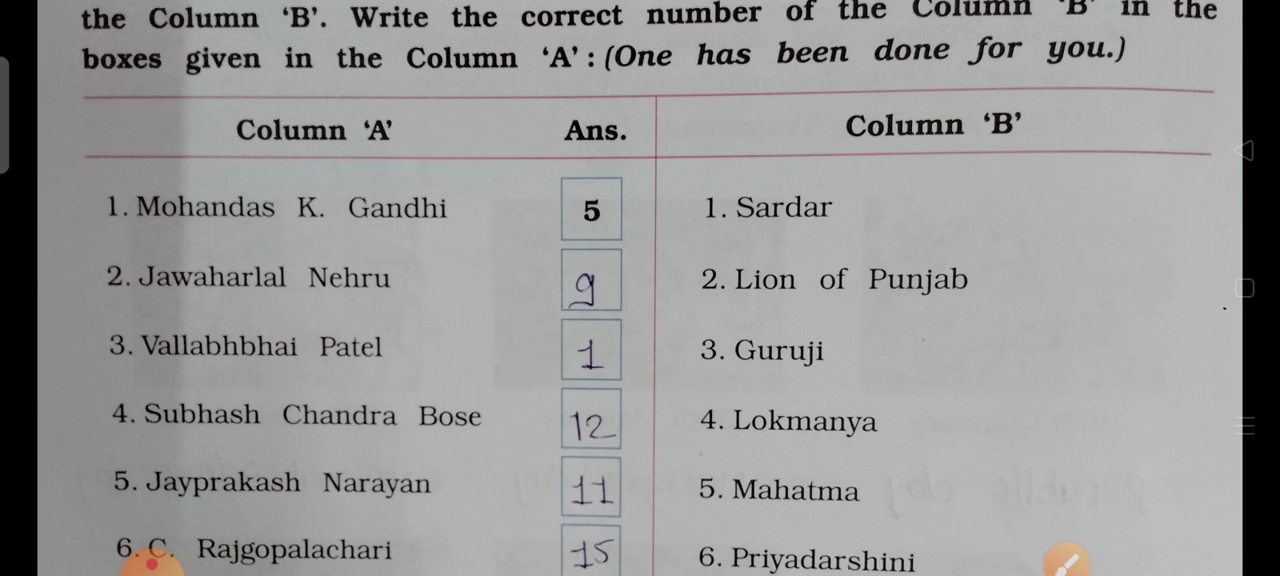 the Column ‘B’. Write the correct number of the Column ‘B’ in the
boxes given in the Column ‘A’ : (One has been done for you.)
Column ‘A’ Ans. Column ‘B’
1. Mohandas K. Gandhi 5 1. Sardar
2. Jawaharlal Nehru 9 2. Lion of Punjab
3. Vallabhbhai Patel 1 3. Guruji
4. Subhash Chandra Bose 12 4. Lokmanya
5. Jayprakash Narayan 11 5. Mahatma
6. C. Rajgopalachari 15 6. Priyadarshini